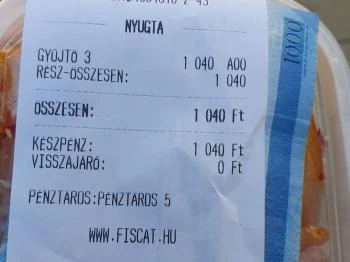 NYUGTA
GYŰJTŐ 3 1 040 A00
RÉSZ-ÖSSZESEN: 1 040
ÖSSZESEN: 1 040 Ft
KÉSZPÉNZ: 1 040 Ft
VISSZAJÁRÓ: 0 Ft
PÉNZTÁROS:PÉNZTÁROS 5
WWW.FISCAT.HU
1000